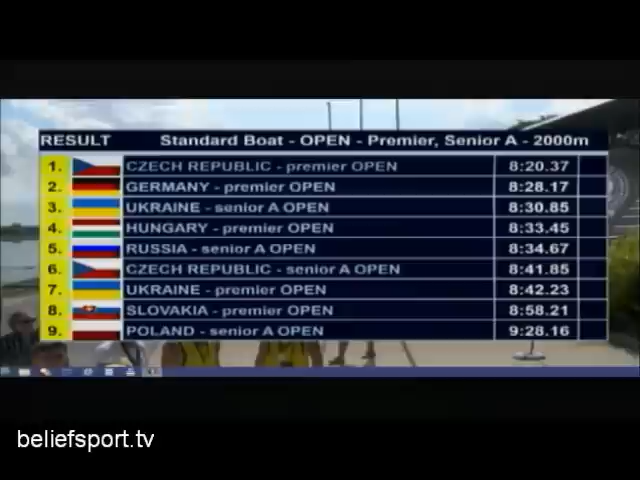 RESULT Standard Boat - OPEN - Premier, Senior A - 2000m
1. CZECH REPUBLIC - premier OPEN 8:20.37
2. GERMANY - premier OPEN 8:28.17
3. UKRAINE - senior A OPEN 8:30.85
4. HUNGARY - premier OPEN 8:33.45
5. RUSSIA - senior A OPEN 8:34.67
6. CZECH REPUBLIC - senior A OPEN 8:41.85
7. UKRAINE - premier OPEN 8:42.23
8. SLOVAKIA - premier OPEN 8:58.21
9. POLAND - senior A OPEN 9:28.16
beliefsport.tv